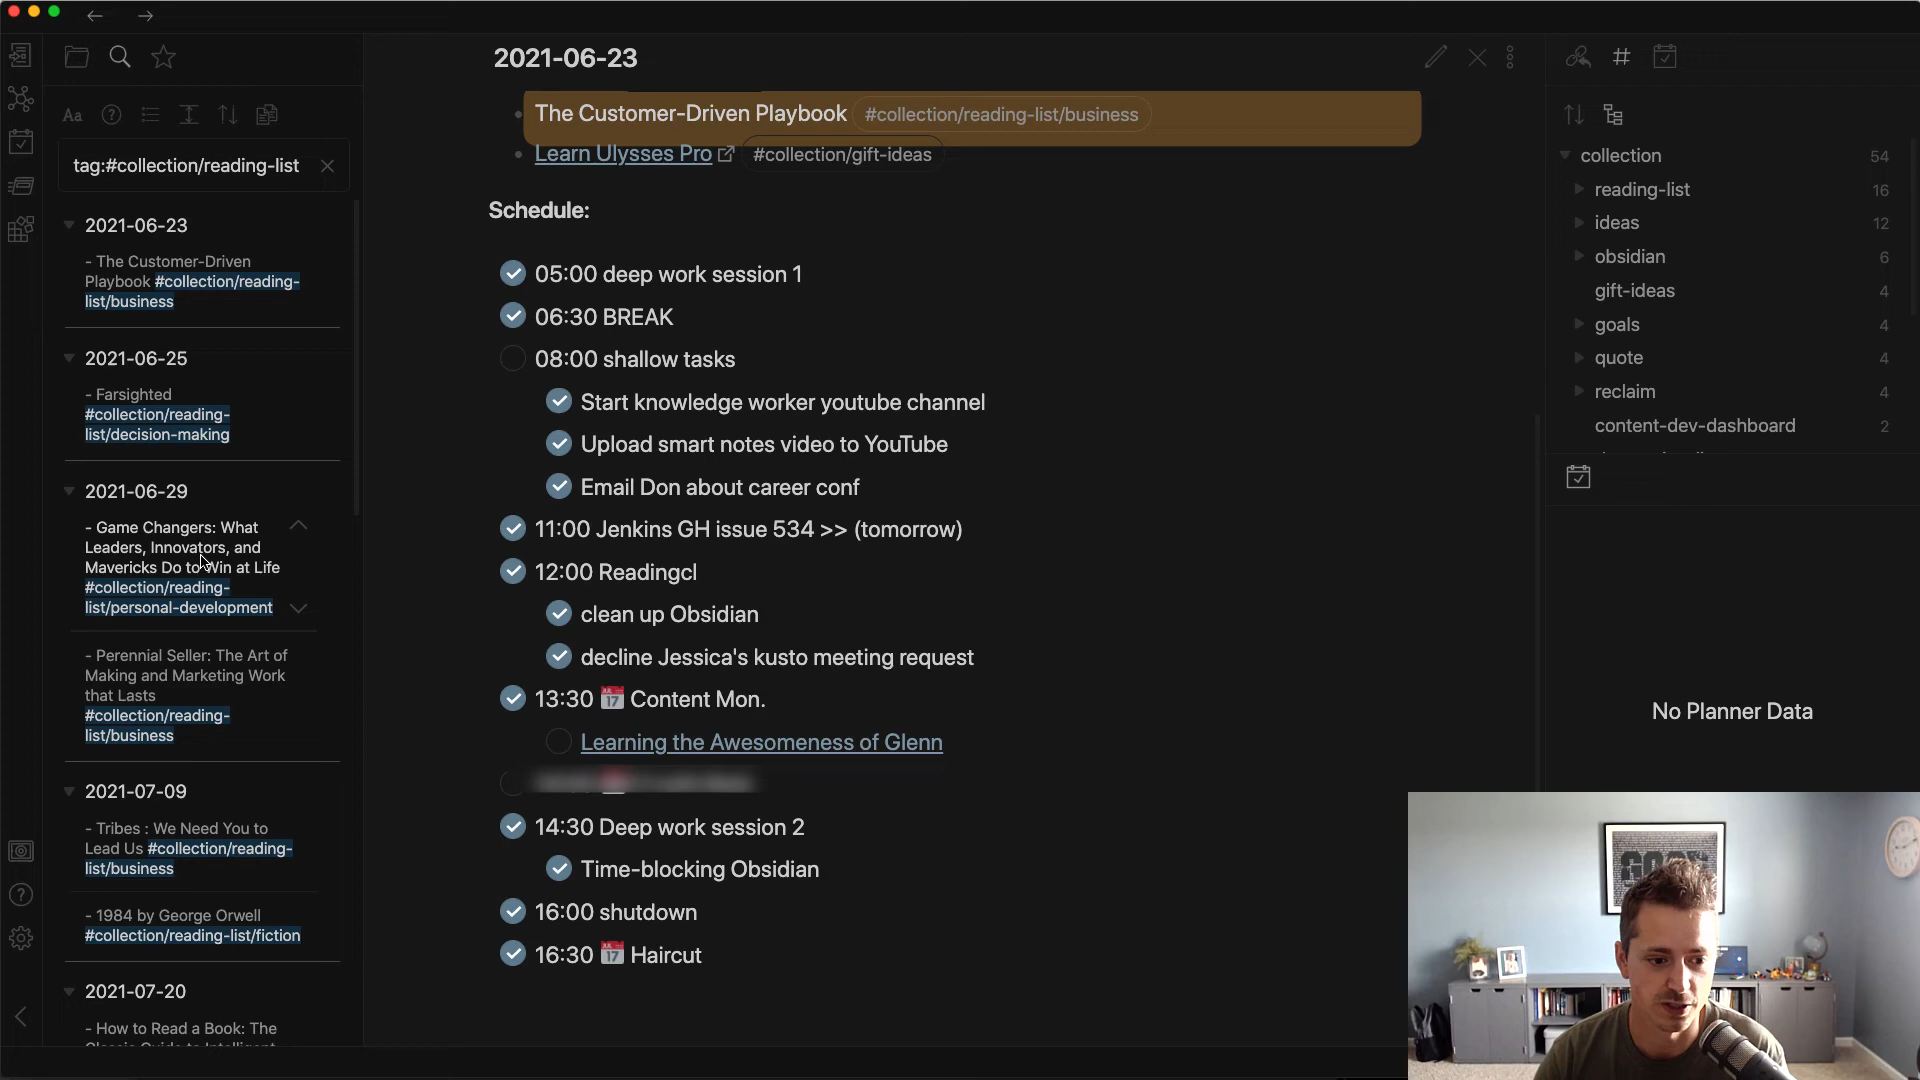 2021-06-23
Aa
tag:#collection/reading-list
2021-06-23
- The Customer-Driven
Playbook #collection/reading-
list/business
2021-06-25
- Farsighted
#collection/reading-
list/decision-making
2021-06-29
- Game Changers: What
Leaders, Innovators, and
Mavericks Do to Win at Life
#collection/reading-
list/personal-development
- Perennial Seller: The Art of
Making and Marketing Work
that Lasts
#collection/reading-
list/business
2021-07-09
- Tribes : We Need You to
Lead Us #collection/reading-
list/business
- 1984 by George Orwell
#collection/reading-list/fiction
2021-07-20
- How to Read a Book: The
The Customer-Driven Playbook #collection/reading-list/business
Learn Ulysses Pro #collection/gift-ideas
Schedule:
05:00 deep work session 1
06:30 BREAK
08:00 shallow tasks
Start knowledge worker youtube channel
Upload smart notes video to YouTube
Email Don about career conf
11:00 Jenkins GH issue 534 >> (tomorrow)
12:00 Readingcl
clean up Obsidian
decline Jessica's kusto meeting request
13:30 📅 Content Mon.
Learning the Awesomeness of Glenn
14:30 Deep work session 2
Time-blocking Obsidian
16:00 shutdown
16:30 📅 Haircut
collection 54
reading-list 16
ideas 12
obsidian 6
gift-ideas 4
goals 4
quote 4
reclaim 4
content-dev-dashboard 2
No Planner Data